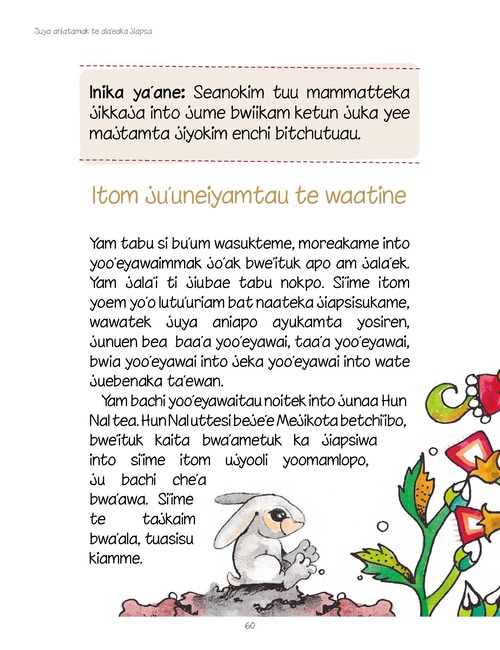 Juya aniatamak te ala´eaka jiapsa
Inika ya´ane: Seanokim tuu mammatteka
jikkaja into jume bwiikam ketun juka yee
majtamta jiyokim enchi bitchutuau.
Itom ju´uneiyamtau te waatine
Yam tabu si bu´um wasukteme, moreakame into
yoo´eyawaimmak jo´ak bwe´ituk apo am jala´ek.
Yam jala´i ti jiubae tabu nokpo. Si´ime itom
yoem yo´o lutu´uriam bat naateka jiapsisukame,
wawatek juya aniapo ayukamta yosiren,
junuen bea baa´a yoo´eyawai, taa´a yoo´eyawai,
bwia yoo´eyawai into jeka yoo´eyawai into wate
juebenaka ta´ewan.
Yam bachi yoo´eyawaitau noitek into junaa Hun
Nal tea. Hun Nal uttesi beje´e Mejikota betchi´ibo,
bwe´ituk kaita bwa´ametuk ka jiapsiwa
into si´ime itom ujyooli yoomamlopo,
ju bachi che´a
bwa´awa. Si´ime
te tajkaim
bwa´ala, tuasisu
kiamme.
60